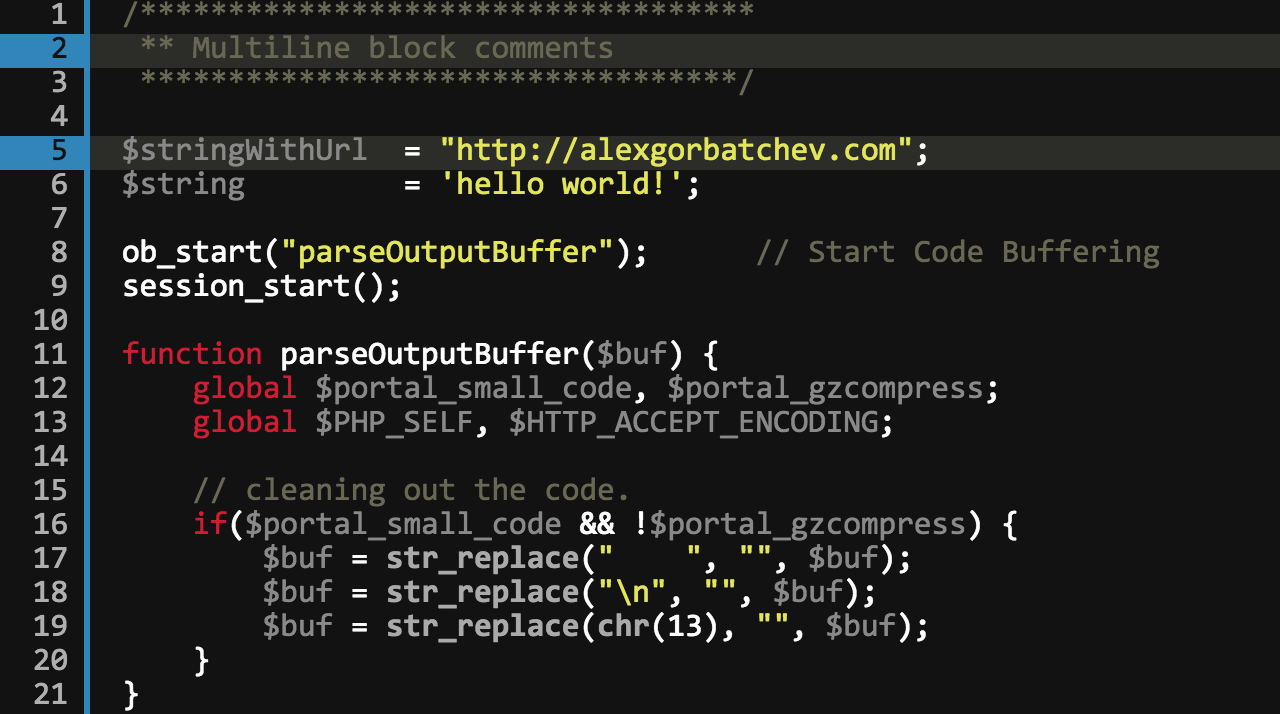 1 /***********************************
2  ** Multiline block comments
3  **********************************/
4
5 $stringWithUrl  = "http://alexgorbatchev.com";
6 $string         = 'hello world!';
7
8 ob_start("parseOutputBuffer");      // Start Code Buffering
9 session_start();
10
11 function parseOutputBuffer($buf) {
12     global $portal_small_code, $portal_gzcompress;
13     global $PHP_SELF, $HTTP_ACCEPT_ENCODING;
14
15     // cleaning out the code.
16     if($portal_small_code && !$portal_gzcompress) {
17         $buf = str_replace("    ", "", $buf);
18         $buf = str_replace("\n", "", $buf);
19         $buf = str_replace(chr(13), "", $buf);
20     }
21 }